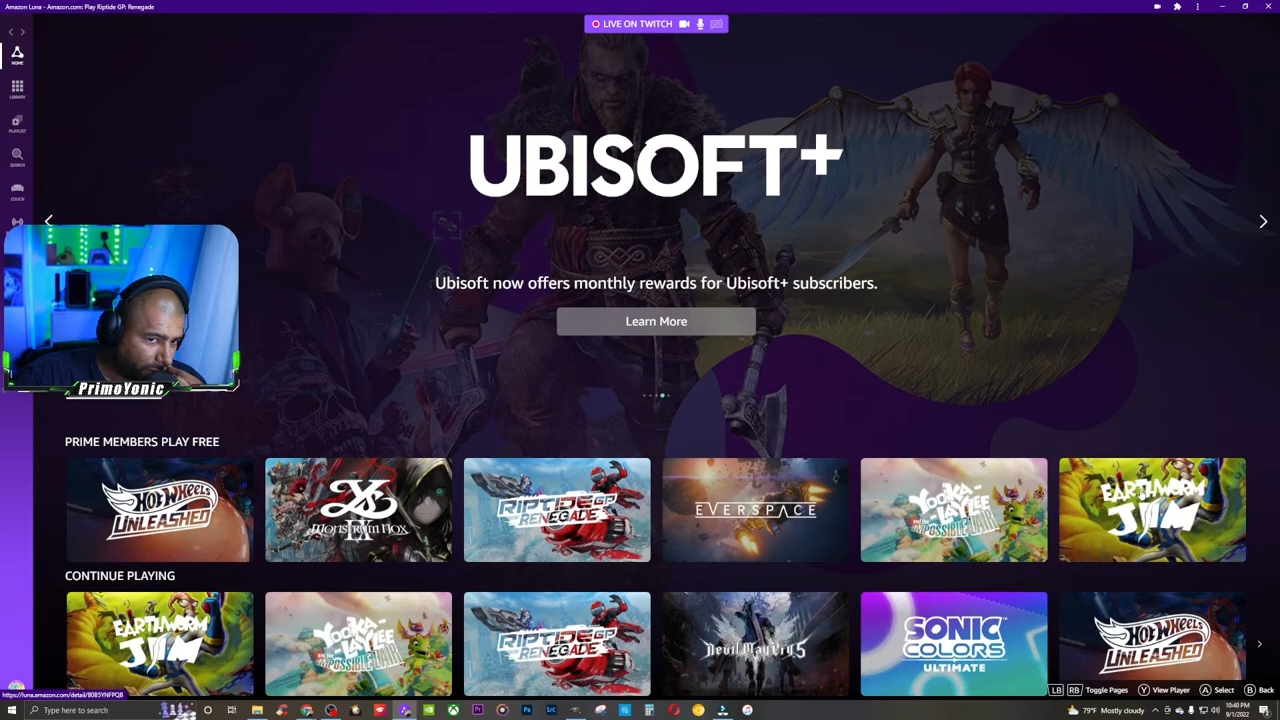 Amazon Luna - Amazon.com: Play Riptide GP: Renegade
LIVE ON TWITCH
HOME
LIBRARY
PLAYLIST
SEARCH
COUCH
UBISOFT+
Ubisoft now offers monthly rewards for Ubisoft+ subscribers.
Learn More
PrimoYonic
PRIME MEMBERS PLAY FREE
HOT WHEELS UNLEASHED
YS IX MONSTRUM NOX
RIPTIDE GP RENEGADE
EVERSPACE
YOOKA-LAYLEE AND THE IMPOSSIBLE LAIR
EARTHWORM JIM
CONTINUE PLAYING
EARTHWORM JIM
YOOKA-LAYLEE AND THE IMPOSSIBLE LAIR
RIPTIDE GP RENEGADE
Devil May Cry 5
SONIC COLORS ULTIMATE
HOT WHEELS UNLEASHED
https://luna.amazon.com/detail/B085YNFPQB
LB RB Toggle Pages Y View Player A Select B Back
Type here to search
79°F Mostly cloudy
10:40 PM
9/1/2022